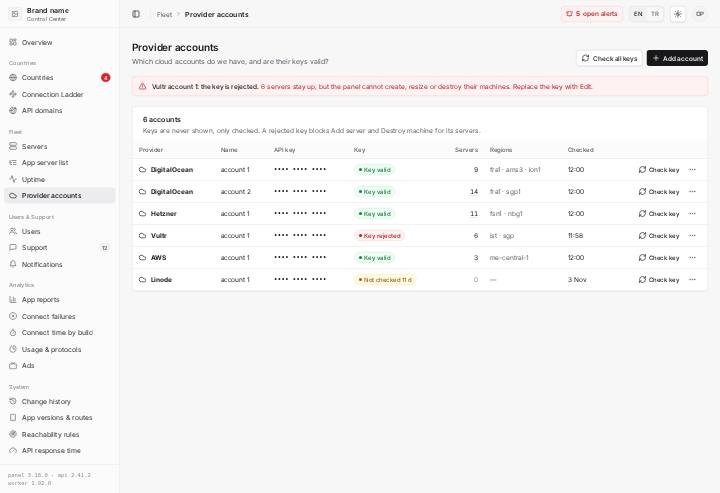 Brand name
Control Center
Fleet > Provider accounts
5 open alerts
EN TR
OP
Overview
Countries
Countries 4
Connection Ladder
API domains
Fleet
Servers
App server list
Uptime
Provider accounts
Users & Support
Users
Support 12
Notifications
Analytics
App reports
Connect failures
Connect time by build
Usage & protocols
Ads
System
Change history
App versions & routes
Reachability rules
API response time
panel 3.18.0 · api 2.41.2
worker 1.92.0
Provider accounts
Which cloud accounts do we have, and are their keys valid?
Check all keys
Add account
Vultr account 1: the key is rejected. 6 servers stay up, but the panel cannot create, resize or destroy their machines. Replace the key with Edit.
6 accounts
Keys are never shown, only checked. A rejected key blocks Add server and Destroy machine for its servers.
Provider Name API key Key Servers Regions Checked
DigitalOcean account 1 •••• •••• •••• Key valid 9 fra1 · ams3 · lon1 12:00 Check key ···
DigitalOcean account 2 •••• •••• •••• Key valid 14 fra1 · sgp1 12:00 Check key ···
Hetzner account 1 •••• •••• •••• Key valid 11 fsn1 · nbg1 12:00 Check key ···
Vultr account 1 •••• •••• •••• Key rejected 6 ist · sgp 11:58 Check key ···
AWS account 1 •••• •••• •••• Key valid 3 me-central-1 12:00 Check key ···
Linode account 1 •••• •••• •••• Not checked 11 d 0 — 3 Nov Check key ···